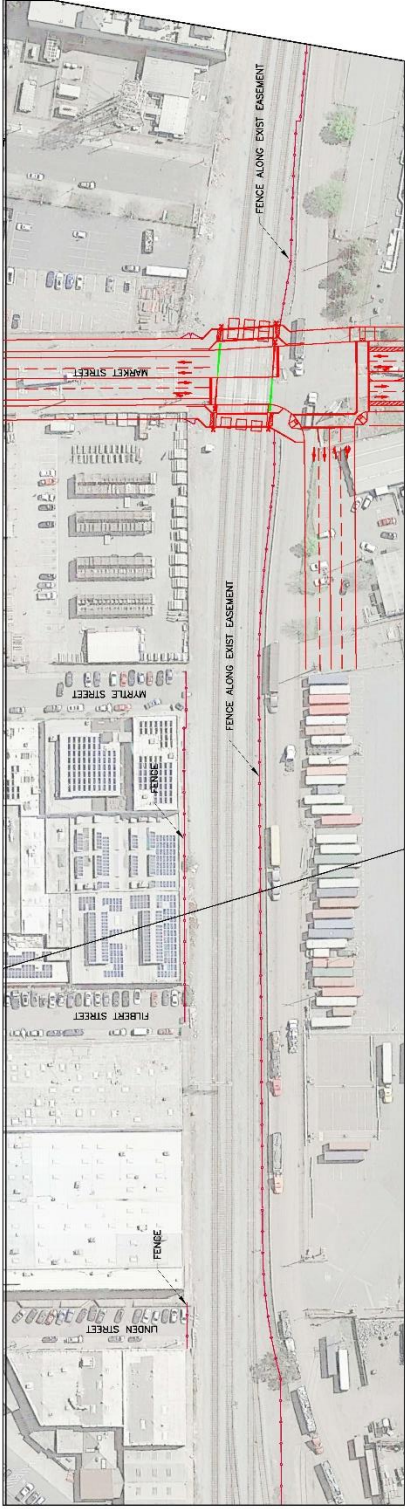 FENCE ALONG EXIST EASEMENT
MARKET STREET
FENCE ALONG EXIST EASEMENT
MYRTLE STREET
FENCE
FILBERT STREET
FENCE
LINDEN STREET